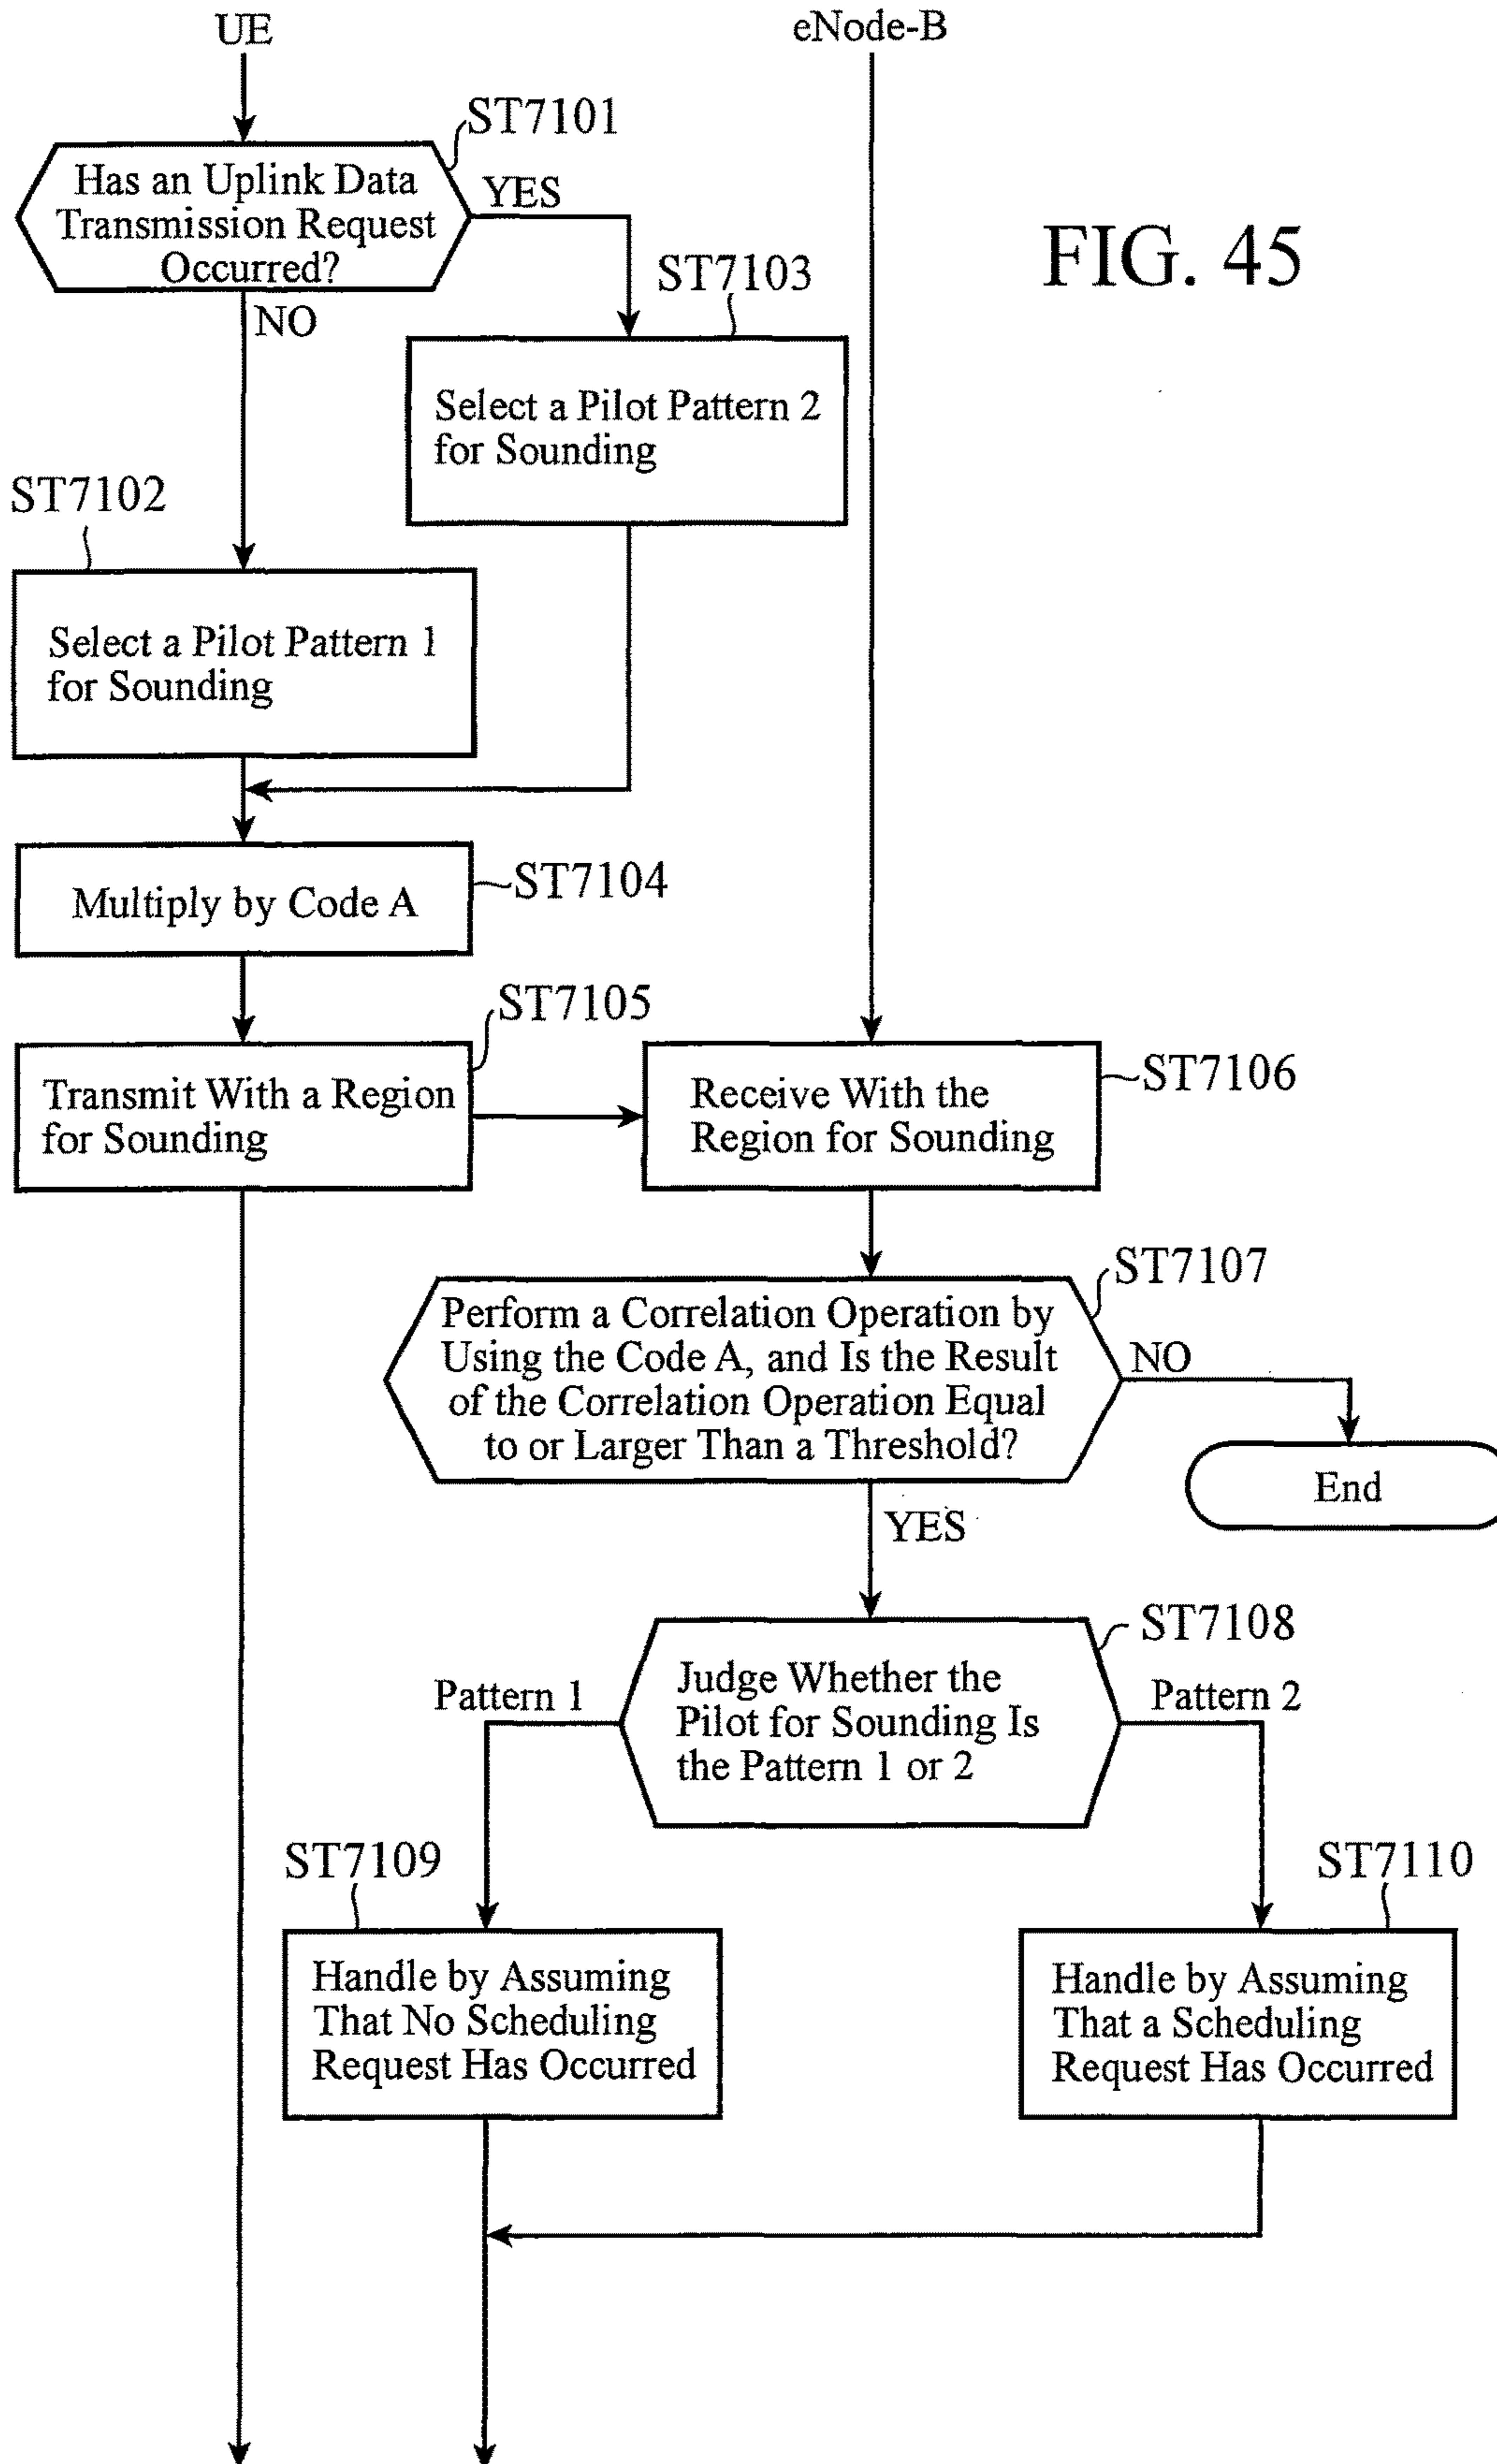 UE
eNode-B
ST7101
Has an Uplink Data
Transmission Request
Occurred?
YES
NO
FIG. 45
ST7103
Select a Pilot Pattern 2
for Sounding
ST7102
Select a Pilot Pattern 1
for Sounding
Multiply by Code A
ST7104
ST7105
Transmit With a Region
for Sounding
Receive With the
Region for Sounding
ST7106
ST7107
Perform a Correlation Operation by
Using the Code A, and Is the Result
of the Correlation Operation Equal
to or Larger Than a Threshold?
NO
End
YES
ST7108
Judge Whether the
Pilot for Sounding Is
the Pattern 1 or 2
Pattern 1
Pattern 2
ST7109
ST7110
Handle by Assuming
That No Scheduling
Request Has Occurred
Handle by Assuming
That a Scheduling
Request Has Occurred